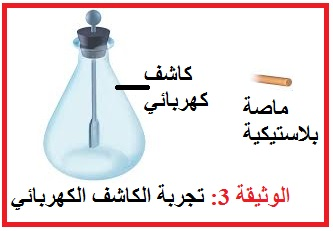 كاشف
كهربائي
ماصة
بلاستيكية
الوثيقة 3: تجربة الكاشف الكهربائي